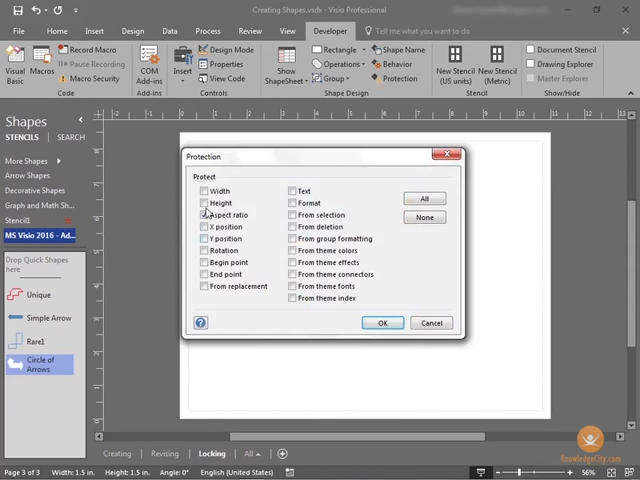 Creating Shapes.vsdx - Visio Professional
File Home Insert Draw Design Data Process Review View Developer Tell me what you want to do
Visual Basic
Macros
Record Macro
Pause Recording
Macro Security
Code
COM Add-ins
Add-ins
Insert
Design Mode
Properties
View Code
Controls
Show ShapeSheet
Rectangle
Operations
Group
Shape Name
Behavior
Protection
Shape Design
New Stencil (US units)
New Stencil (Metric)
Stencil
Document Stencil
Drawing Explorer
Master Explorer
Show/Hide
Shapes
STENCILS SEARCH
More Shapes
Arrow Shapes
Decorative Shapes
Graph and Math Sh...
Stencil1
MS Visio 2016 - Ad...
Drop Quick Shapes here
Unique
Simple Arrow
Rare1
Circle of Arrows
Protection
Protect
Width
Height
Aspect ratio
X position
Y position
Rotation
Begin point
End point
From replacement
Text
Format
From selection
From deletion
From group formatting
From theme colors
From theme effects
From theme connectors
From theme fonts
From theme index
All
None
OK
Cancel
Creating Revising Locking All
KnowledgeCity.com
Page 3 of 3 Width: 1.5 in. Height: 1.5 in. Angle: 0° English (United States) 56%